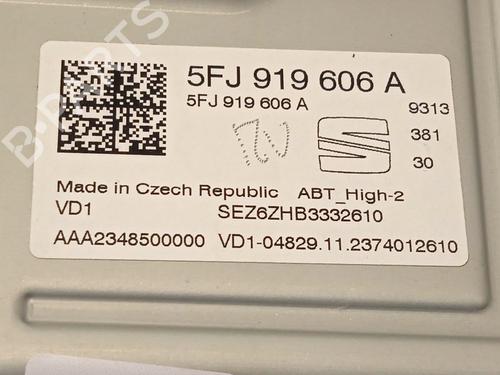 5FJ 919 606 A
5FJ 919 606 A
9313
381
30
Made in Czech Republic ABT_High-2
VD1 SEZ6ZHB3332610
AAA2348500000 VD1-04829.11.2374012610
B-PARTS